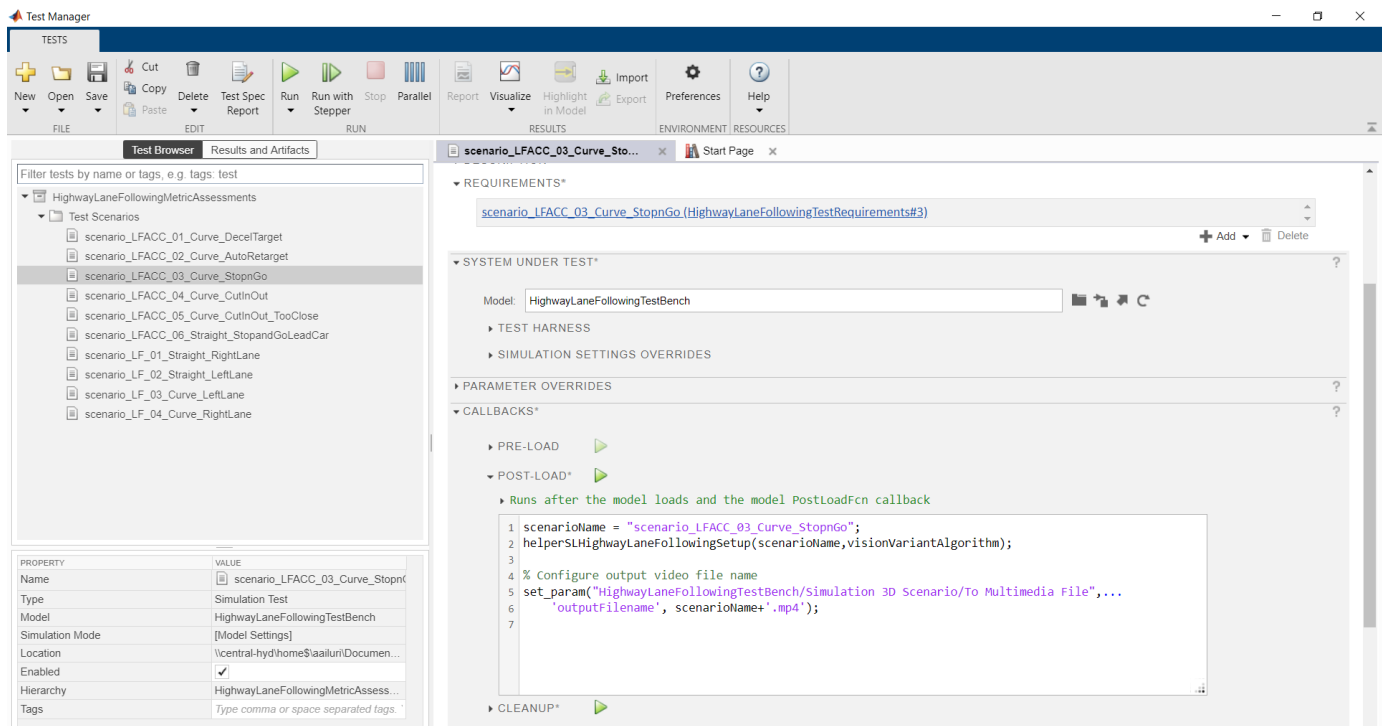 Test Manager
TESTS
New
Open
Save
Cut
Copy
Paste
Delete
Test Spec
Report
Run
Run with
Stepper
Stop
Parallel
Report
Visualize
Highlight
in Model
Import
Export
Preferences
Help
FILE
EDIT
RUN
RESULTS
ENVIRONMENT
RESOURCES
Test Browser
Results and Artifacts
Filter tests by name or tags, e.g. tags: test
HighwayLaneFollowingMetricAssessments
Test Scenarios
scenario_LFACC_01_Curve_DecelTarget
scenario_LFACC_02_Curve_AutoRetarget
scenario_LFACC_03_Curve_StopnGo
scenario_LFACC_04_Curve_CutInOut
scenario_LFACC_05_Curve_CutInOut_TooClose
scenario_LFACC_06_Straight_StopandGoLeadCar
scenario_LF_01_Straight_RightLane
scenario_LF_02_Straight_LeftLane
scenario_LF_03_Curve_LeftLane
scenario_LF_04_Curve_RightLane
PROPERTY VALUE
Name scenario_LFACC_03_Curve_Stopn
Type Simulation Test
Model HighwayLaneFollowingTestBench
Simulation Mode [Model Settings]
Location \\central-hyd\home$\aailuri\Documen...
Enabled
Hierarchy HighwayLaneFollowingMetricAssess...
Tags Type comma or space separated tags.
scenario_LFACC_03_Curve_Sto...
Start Page
REQUIREMENTS*
scenario_LFACC_03_Curve_StopnGo (HighwayLaneFollowingTestRequirements#3)
Add
Delete
SYSTEM UNDER TEST* ?
Model: HighwayLaneFollowingTestBench
TEST HARNESS
SIMULATION SETTINGS OVERRIDES
PARAMETER OVERRIDES ?
CALLBACKS* ?
PRE-LOAD
POST-LOAD*
Runs after the model loads and the model PostLoadFcn callback
1 scenarioName = "scenario_LFACC_03_Curve_StopnGo";
2 helperSLHighwayLaneFollowingSetup(scenarioName,visionVariantAlgorithm);
3
4 % Configure output video file name
5 set_param("HighwayLaneFollowingTestBench/Simulation 3D Scenario/To Multimedia File",...
6 'outputFilename', scenarioName+'.mp4');
7
CLEANUP*